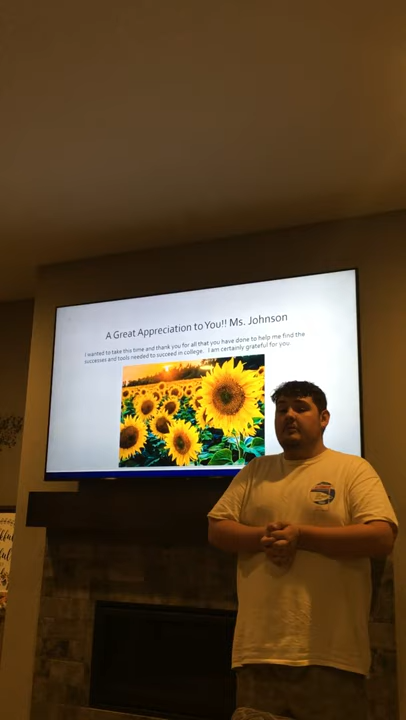 A Great Appreciation to You!! Ms. Johnson
I wanted to take this time and thank you for all that you have done to help me find the
successes and tools needed to succeed in college. I am certainly grateful for you